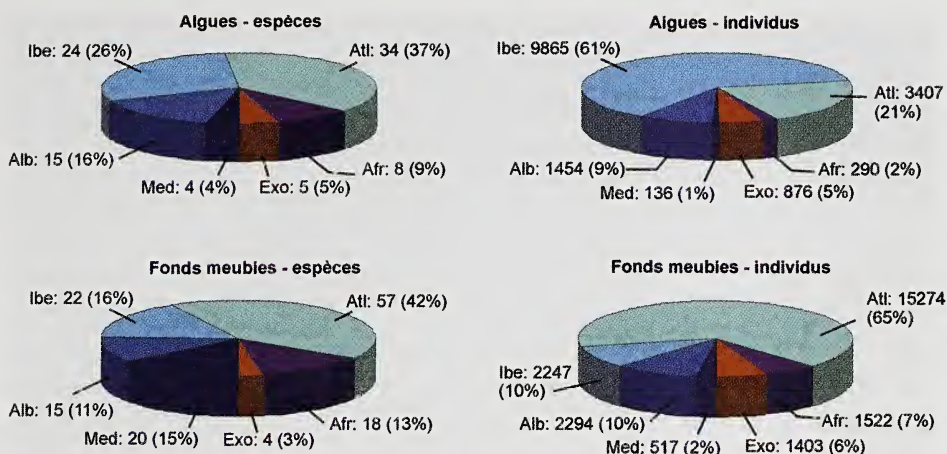 Algues - espèces
Ibe: 24 (26%)
Atl: 34 (37%)
Alb: 15 (16%)
Med: 4 (4%)
Exo: 5 (5%)
Afr: 8 (9%)
Algues - individus
Ibe: 9865 (61%)
Atl: 3407
(21%)
Alb: 1454 (9%)
Med: 136 (1%)
Exo: 876 (5%)
Afr: 290 (2%)
Fonds meubles - espèces
Ibe: 22 (16%)
Atl: 57 (42%)
Alb: 15 (11%)
Med: 20 (15%)
Exo: 4 (3%)
Afr: 18 (13%)
Fonds meubles - individus
Atl: 15274
(65%)
Ibe: 2247
(10%)
Alb: 2294 (10%)
Med: 517 (2%)
Exo: 1403 (6%)
Afr: 1522 (7%)